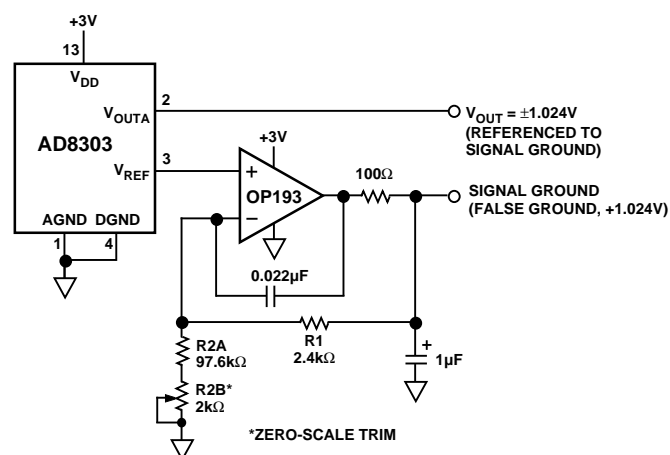 +3V
13
VDD
2
VOUTA
VOUT = ±1.024V
(REFERENCED TO
SIGNAL GROUND)
AD8303
+3V
3
VREF
+
OP193
–
100Ω
SIGNAL GROUND
(FALSE GROUND, +1.024V)
AGND DGND
1
4
0.022µF
R1
2.4kΩ
+
1µF
R2A
97.6kΩ
R2B*
2kΩ
*ZERO-SCALE TRIM